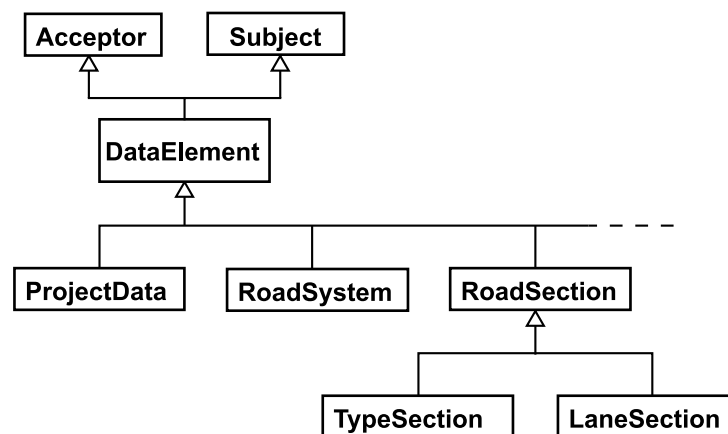 Acceptor
Subject
DataElement
ProjectData
RoadSystem
RoadSection
TypeSection
LaneSection